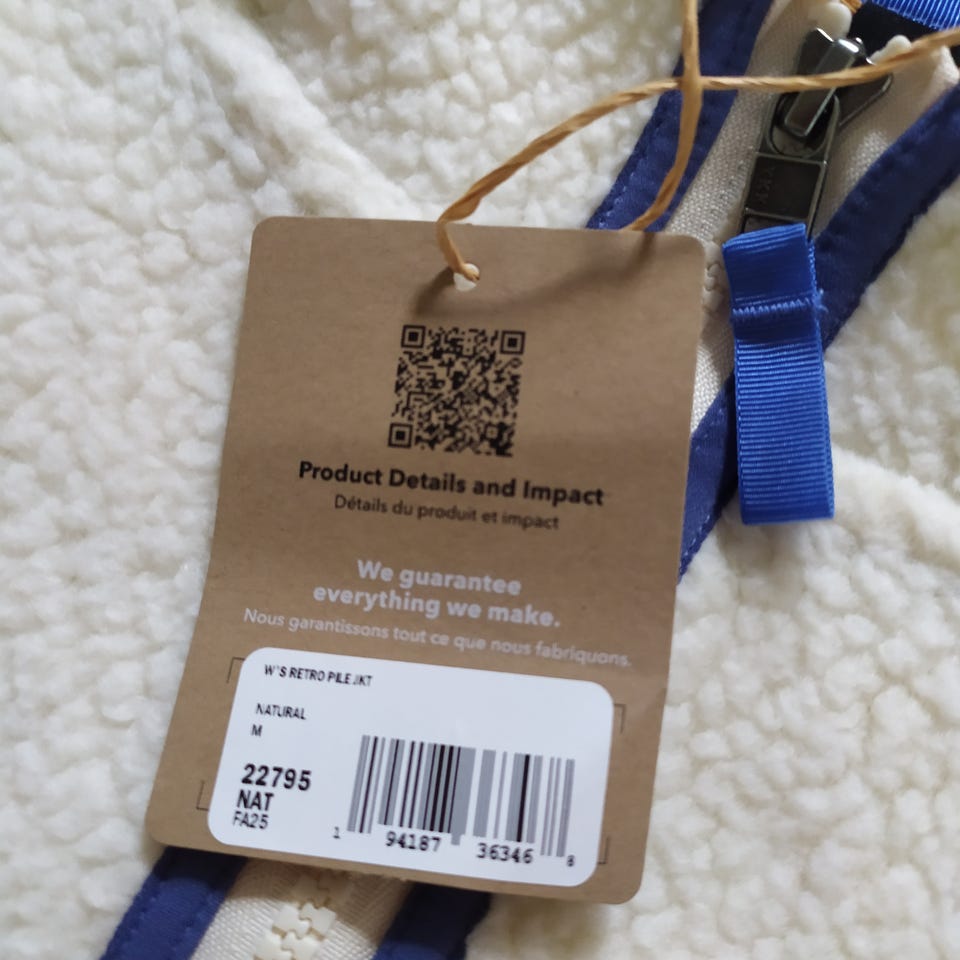 YKK
Product Details and Impact
Détails du produit et impact
We guarantee
everything we make.
Nous garantissons tout ce que nous fabriquons.
W'S RETRO PILE JKT
NATURAL
M
22795
NAT
FA25
1 94187 36346 8